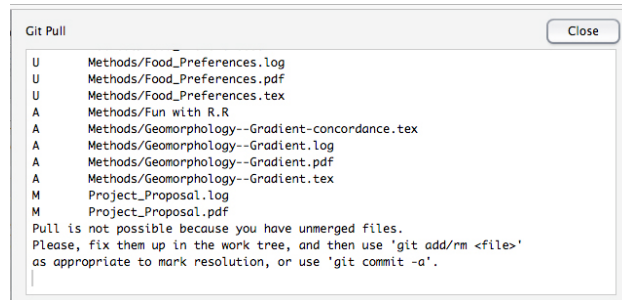 Git Pull
Close
U Methods/Food_Preferences.log
U Methods/Food_Preferences.pdf
U Methods/Food_Preferences.tex
A Methods/Fun with R.R
A Methods/Geomorphology--Gradient-concordance.tex
A Methods/Geomorphology--Gradient.log
A Methods/Geomorphology--Gradient.pdf
A Methods/Geomorphology--Gradient.tex
M Project_Proposal.log
M Project_Proposal.pdf
Pull is not possible because you have unmerged files.
Please, fix them up in the work tree, and then use 'git add/rm <file>'
as appropriate to mark resolution, or use 'git commit -a'.